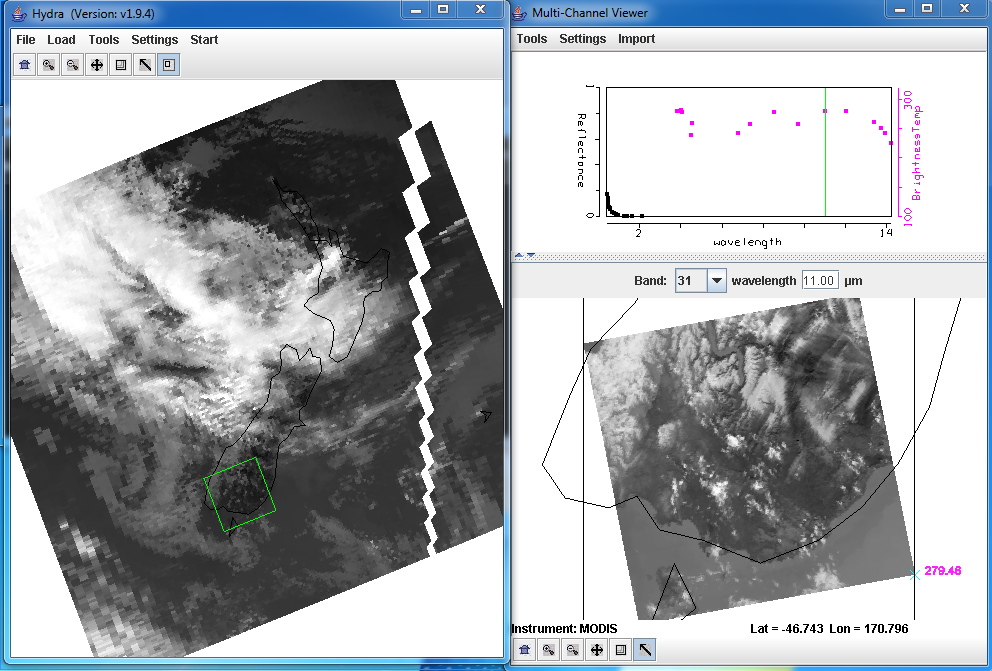 Hydra (Version: v1.9.4)
File Load Tools Settings Start
Multi-Channel Viewer
Tools Settings Import
1
Reflectance
0
2
14
wavelength
300
BrightnessTemp
100
Band: 31 wavelength 11.00 µm
279.46
Instrument: MODIS
Lat = -46.743 Lon = 170.796